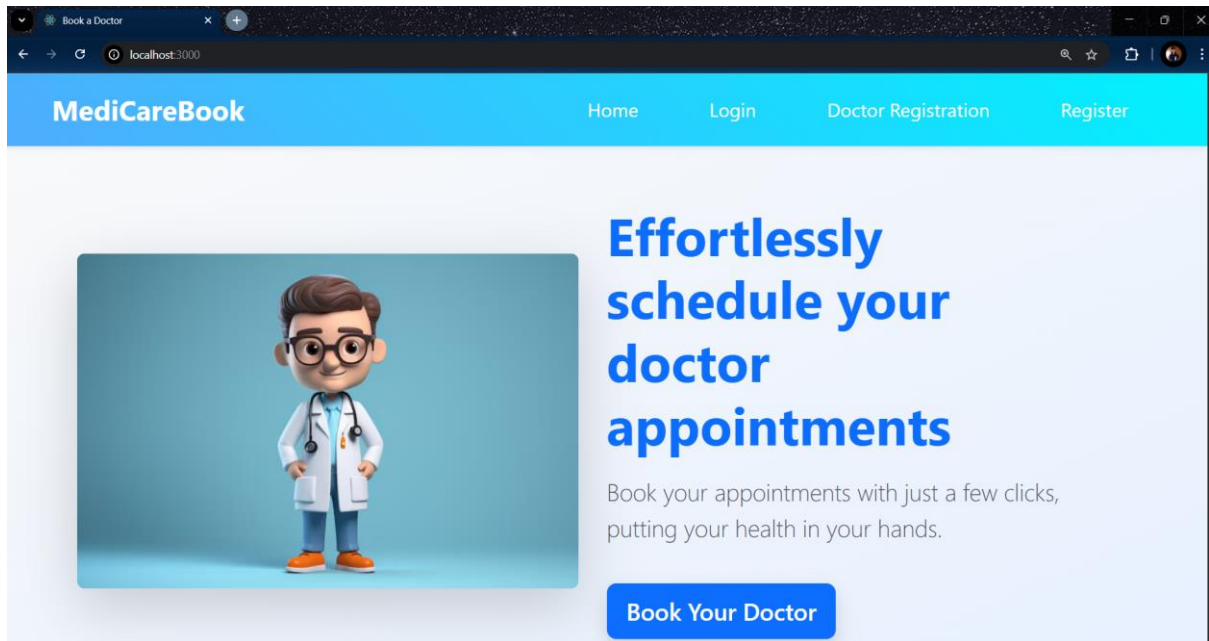 Book a Doctor
localhost:3000
MediCareBook
Home Login Doctor Registration Register
Effortlessly
schedule your
doctor
appointments
Book your appointments with just a few clicks,
putting your health in your hands.
Book Your Doctor